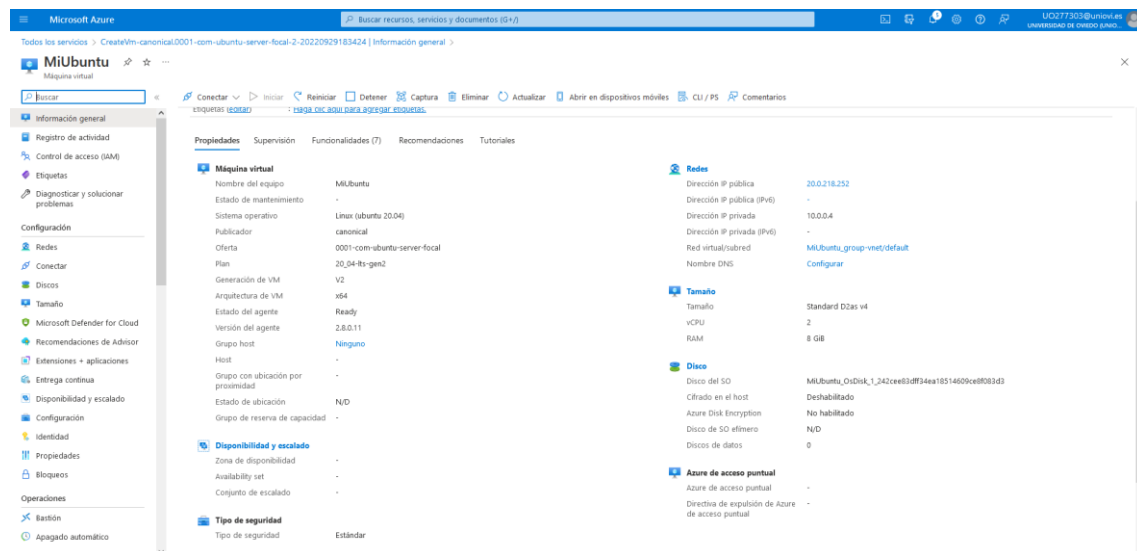 Microsoft Azure
Buscar recursos, servicios y documentos (G+/)
UO277303@uniovi.es
UNIVERSIDAD DE OVIEDO (UNIO...
Todos los servicios > CreateVm-canonical.0001-com-ubuntu-server-focal-2-20220929183424 | Información general >
MiUbuntu
Máquina virtual
Buscar
Conectar Iniciar Reiniciar Detener Captura Eliminar Actualizar Abrir en dispositivos móviles CLI / PS Comentarios
Información general
Registro de actividad
Control de acceso (IAM)
Etiquetas
Diagnosticar y solucionar
problemas
Configuración
Redes
Conectar
Discos
Tamaño
Microsoft Defender for Cloud
Recomendaciones de Advisor
Extensiones + aplicaciones
Entrega continua
Disponibilidad y escalado
Configuración
Identidad
Propiedades
Bloqueos
Operaciones
Bastión
Apagado automático
Etiquetas (editar) : Haga clic aquí para agregar etiquetas.
Propiedades Supervisión Funcionalidades (7) Recomendaciones Tutoriales
Máquina virtual
Nombre del equipo MiUbuntu
Estado de mantenimiento -
Sistema operativo Linux (ubuntu 20.04)
Publicador canonical
Oferta 0001-com-ubuntu-server-focal
Plan 20_04-lts-gen2
Generación de VM V2
Arquitectura de VM x64
Estado del agente Ready
Versión del agente 2.8.0.11
Grupo host Ninguno
Host -
Grupo con ubicación por -
proximidad
Estado de ubicación N/D
Grupo de reserva de capacidad -
Disponibilidad y escalado
Zona de disponibilidad -
Availability set -
Conjunto de escalado -
Tipo de seguridad
Tipo de seguridad Estándar
Redes
Dirección IP pública 20.0.218.252
Dirección IP pública (IPv6) -
Dirección IP privada 10.0.0.4
Dirección IP privada (IPv6) -
Red virtual/subred MiUbuntu_group-vnet/default
Nombre DNS Configurar
Tamaño
Tamaño Standard D2as v4
vCPU 2
RAM 8 GiB
Disco
Disco del SO MiUbuntu_OsDisk_1_242cee83dff34ea18514609ce8f083d3
Cifrado en el host Deshabilitado
Azure Disk Encryption No habilitado
Disco de SO efímero N/D
Discos de datos 0
Azure de acceso puntual
Azure de acceso puntual -
Directiva de expulsión de Azure -
de acceso puntual